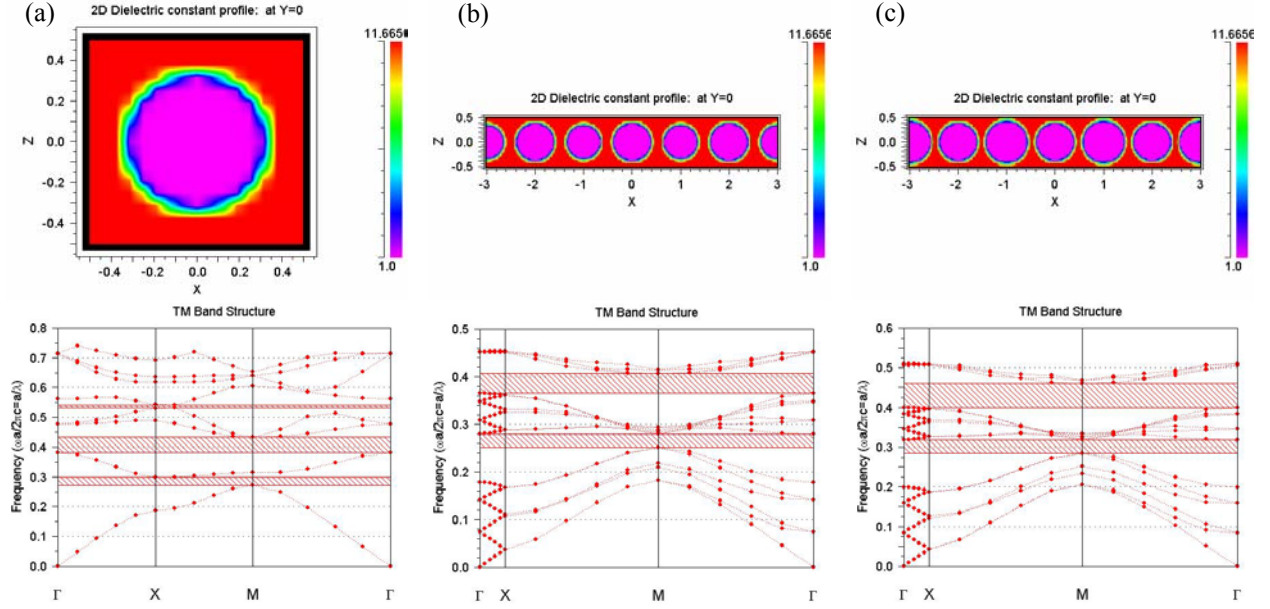 (a)
2D Dielectric constant profile: at Y=0
11.6656
0.4
0.2
0.0
-0.2
-0.4
Z
-0.4 -0.2 0.0 0.2 0.4
X
1.0
TM Band Structure
Frequency (ωa/2πc=a/λ)
0.8
0.7
0.6
0.5
0.4
0.3
0.2
0.1
0.0
Γ X M Γ
(b)
2D Dielectric constant profile: at Y=0
11.6656
0.5
0.0
-0.5
Z
-3 -2 -1 0 1 2 3
X
1.0
TM Band Structure
Frequency (ωa/2πc=a/λ)
0.5
0.4
0.3
0.2
0.1
0.0
Γ X M Γ
(c)
2D Dielectric constant profile: at Y=0
11.6656
0.5
0.0
-0.5
Z
-3 -2 -1 0 1 2 3
X
1.0
TM Band Structure
Frequency (ωa/2πc=a/λ)
0.6
0.5
0.4
0.3
0.2
0.1
0.0
Γ X M Γ